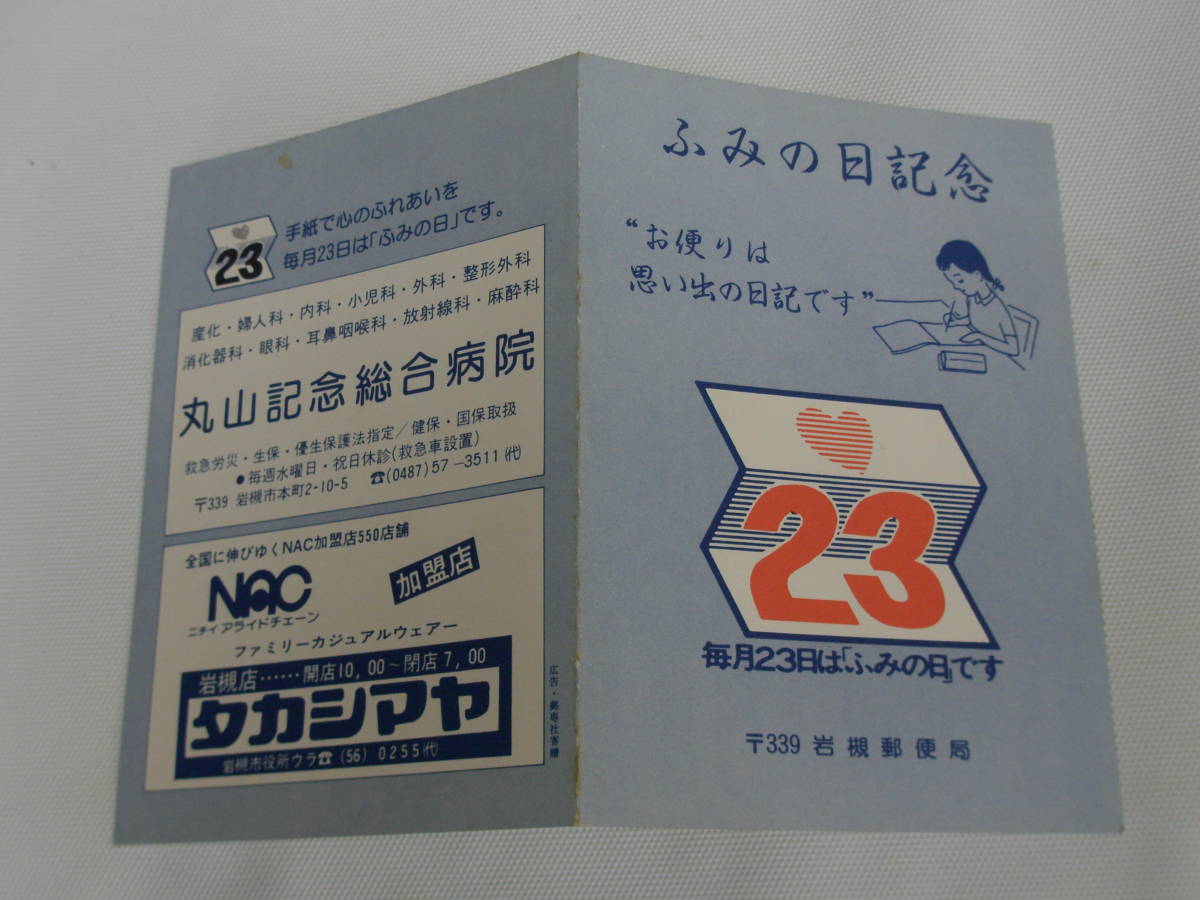 ふみの日記念
“お便りは
思い出の日記です”
23
毎月23日は「ふみの日」です
〒339 岩槻郵便局
23
手紙で心のふれあいを
毎月23日は「ふみの日」です。
産化・婦人科・内科・小児科・外科・整形外科
消化器科・眼科・耳鼻咽喉科・放射線科・麻酔科
丸山記念総合病院
救急労災・生保・優生保護法指定/健保・国保取扱
●毎週水曜日・祝日休診(救急車設置)
〒339 岩槻市本町2-10-5 ☎(0487)57-3511(代)
全国に伸びゆくNAC加盟店550店舗
NAC
加盟店
ニチイ アライドチェーン
ファミリーカジュアルウェアー
岩槻店……開店10,00~閉店7,00
タカシマヤ
岩槻市役所ウラ☎(56)0255(代)
広告・郵専社寄贈